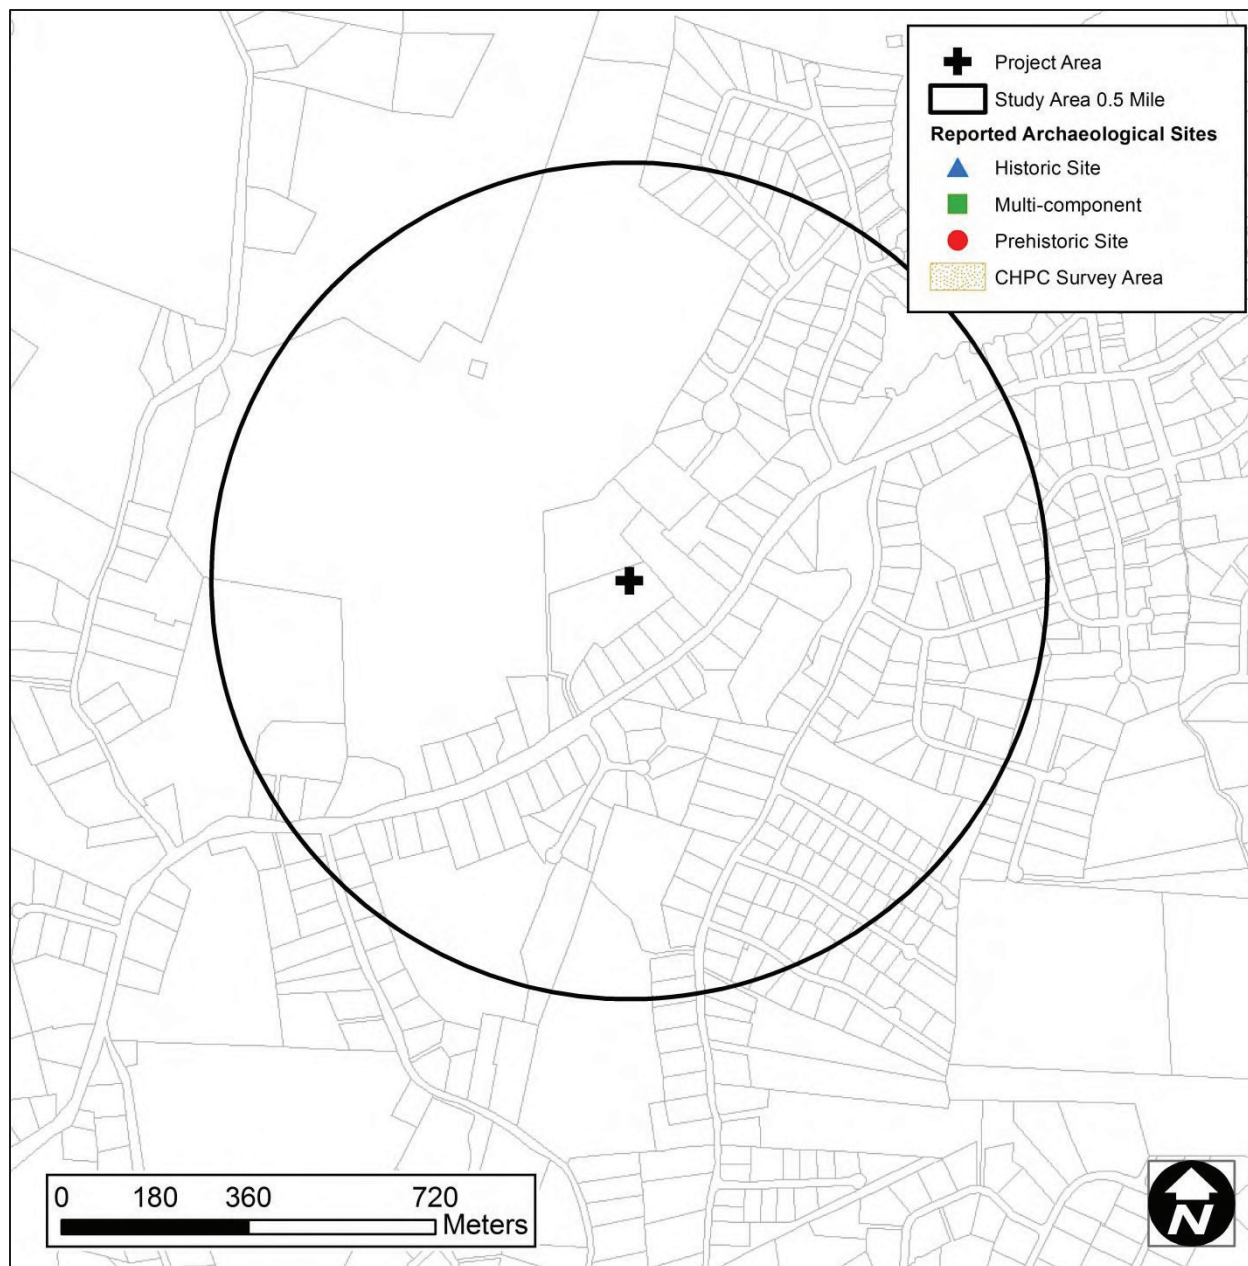 Project Area
Study Area 0.5 Mile
Reported Archaeological Sites
Historic Site
Multi-component
Prehistoric Site
CHPC Survey Area
0 180 360 720
Meters
N